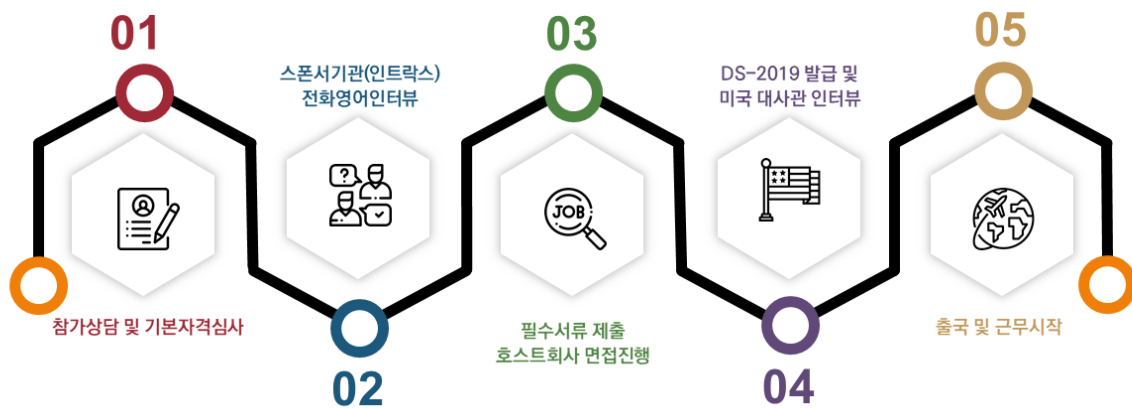 01
참가상담 및 기본자격심사
스폰서기관(인트락스)
전화영어인터뷰
?
02
03
JOB
필수서류 제출
호스트회사 면접진행
DS-2019 발급 및
미국 대사관 인터뷰
04
05
출국 및 근무시작